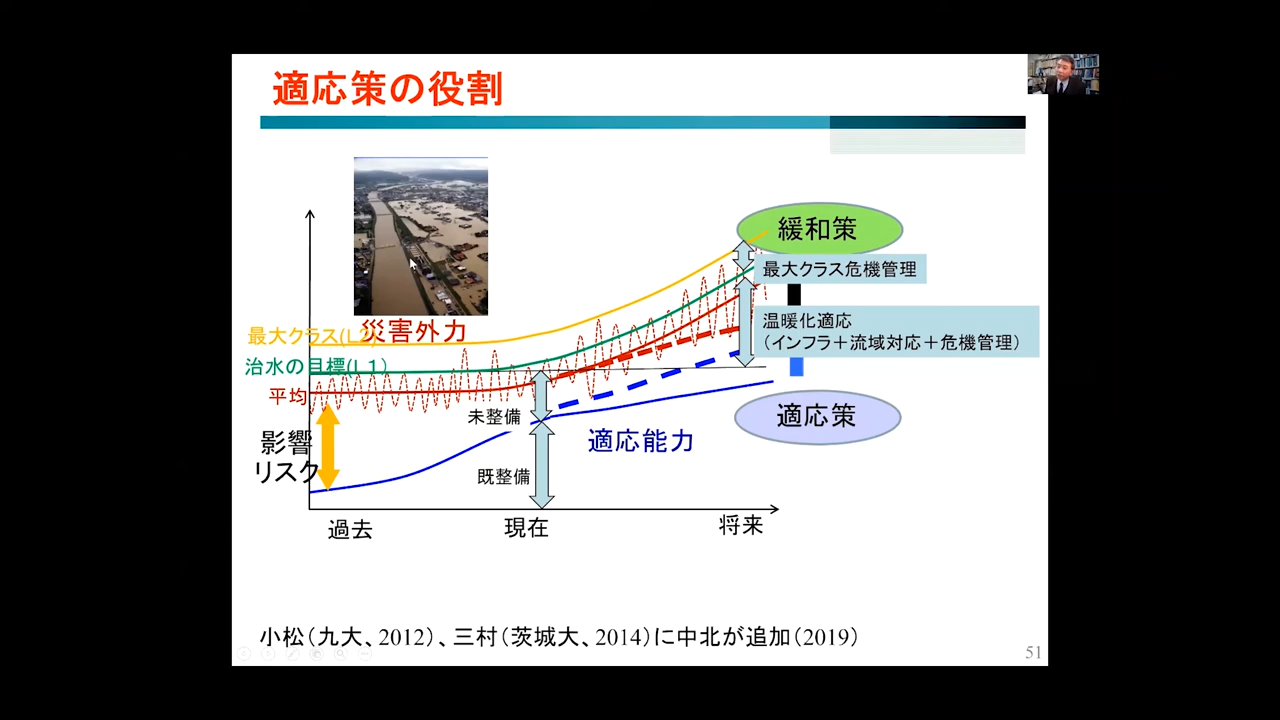 適応策の役割
緩和策
最大クラス危機管理
温暖化適応
（インフラ＋流域対応＋危機管理）
最大クラス(L2)
災害外力
治水の目標(L1)
平均
未整備
適応策
影響
リスク
適応能力
既整備
過去
現在
将来
小松（九大、2012）、三村（茨城大、2014）に中北が追加（2019）
51